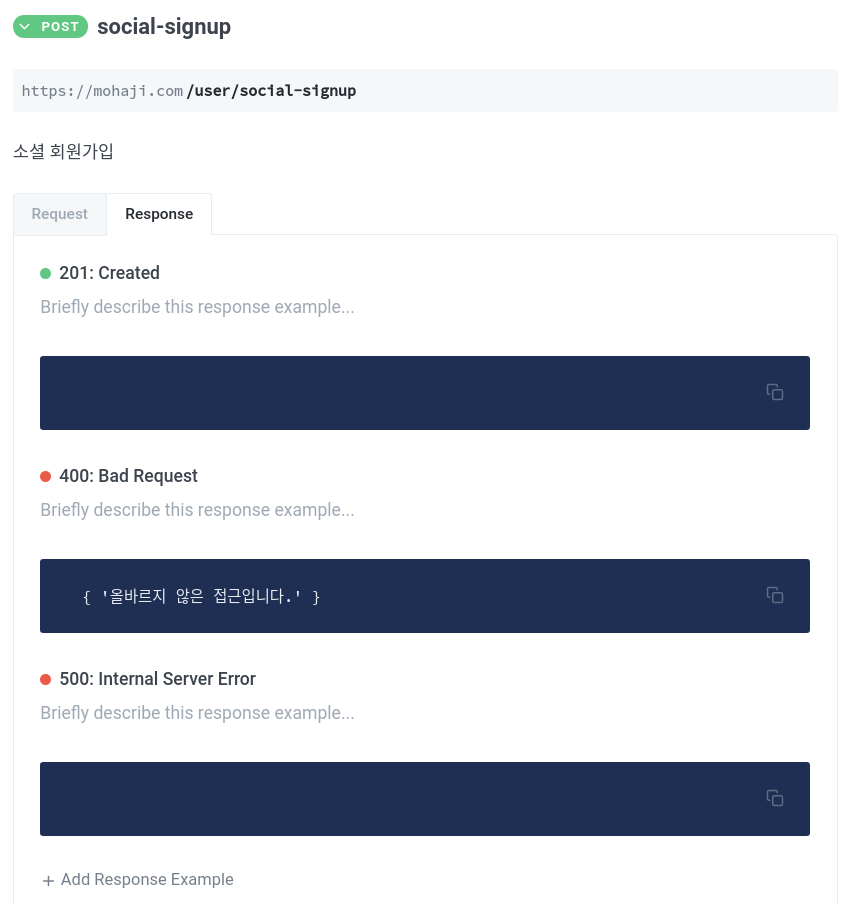 POST social-signup
https://mohaji.com/user/social-signup
소셜 회원가입
Request Response
201: Created
Briefly describe this response example...
400: Bad Request
Briefly describe this response example...
{ '올바르지 않은 접근입니다.' }
500: Internal Server Error
Briefly describe this response example...
+ Add Response Example